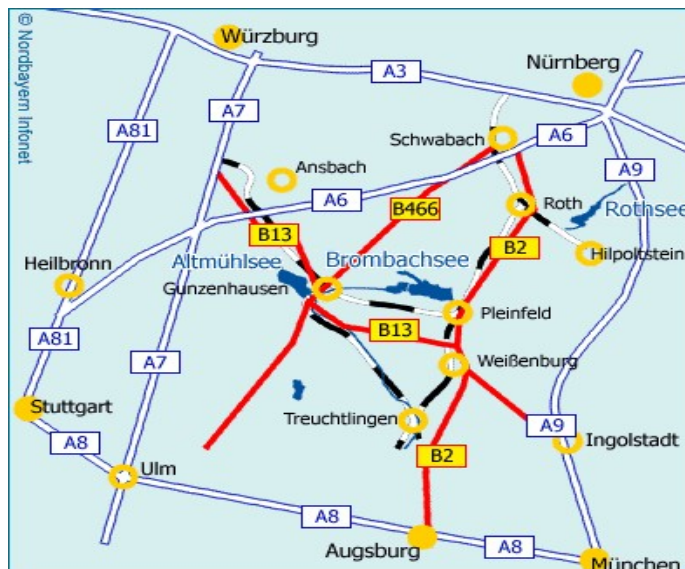 © Nordbayern Infonet
Würzburg
Nürnberg
A3
A7
A81
Schwabach
A6
A9
Ansbach
A6
B466
Roth
Rothsee
B13
B2
Hilpoltstein
Heilbronn
Altmühlsee
Brombachsee
Gunzenhausen
Pleinfeld
B13
A81
A7
Weißenburg
Stuttgart
Treuchtlingen
A9
Ingolstadt
A8
B2
Ulm
A8
Augsburg
A8
München